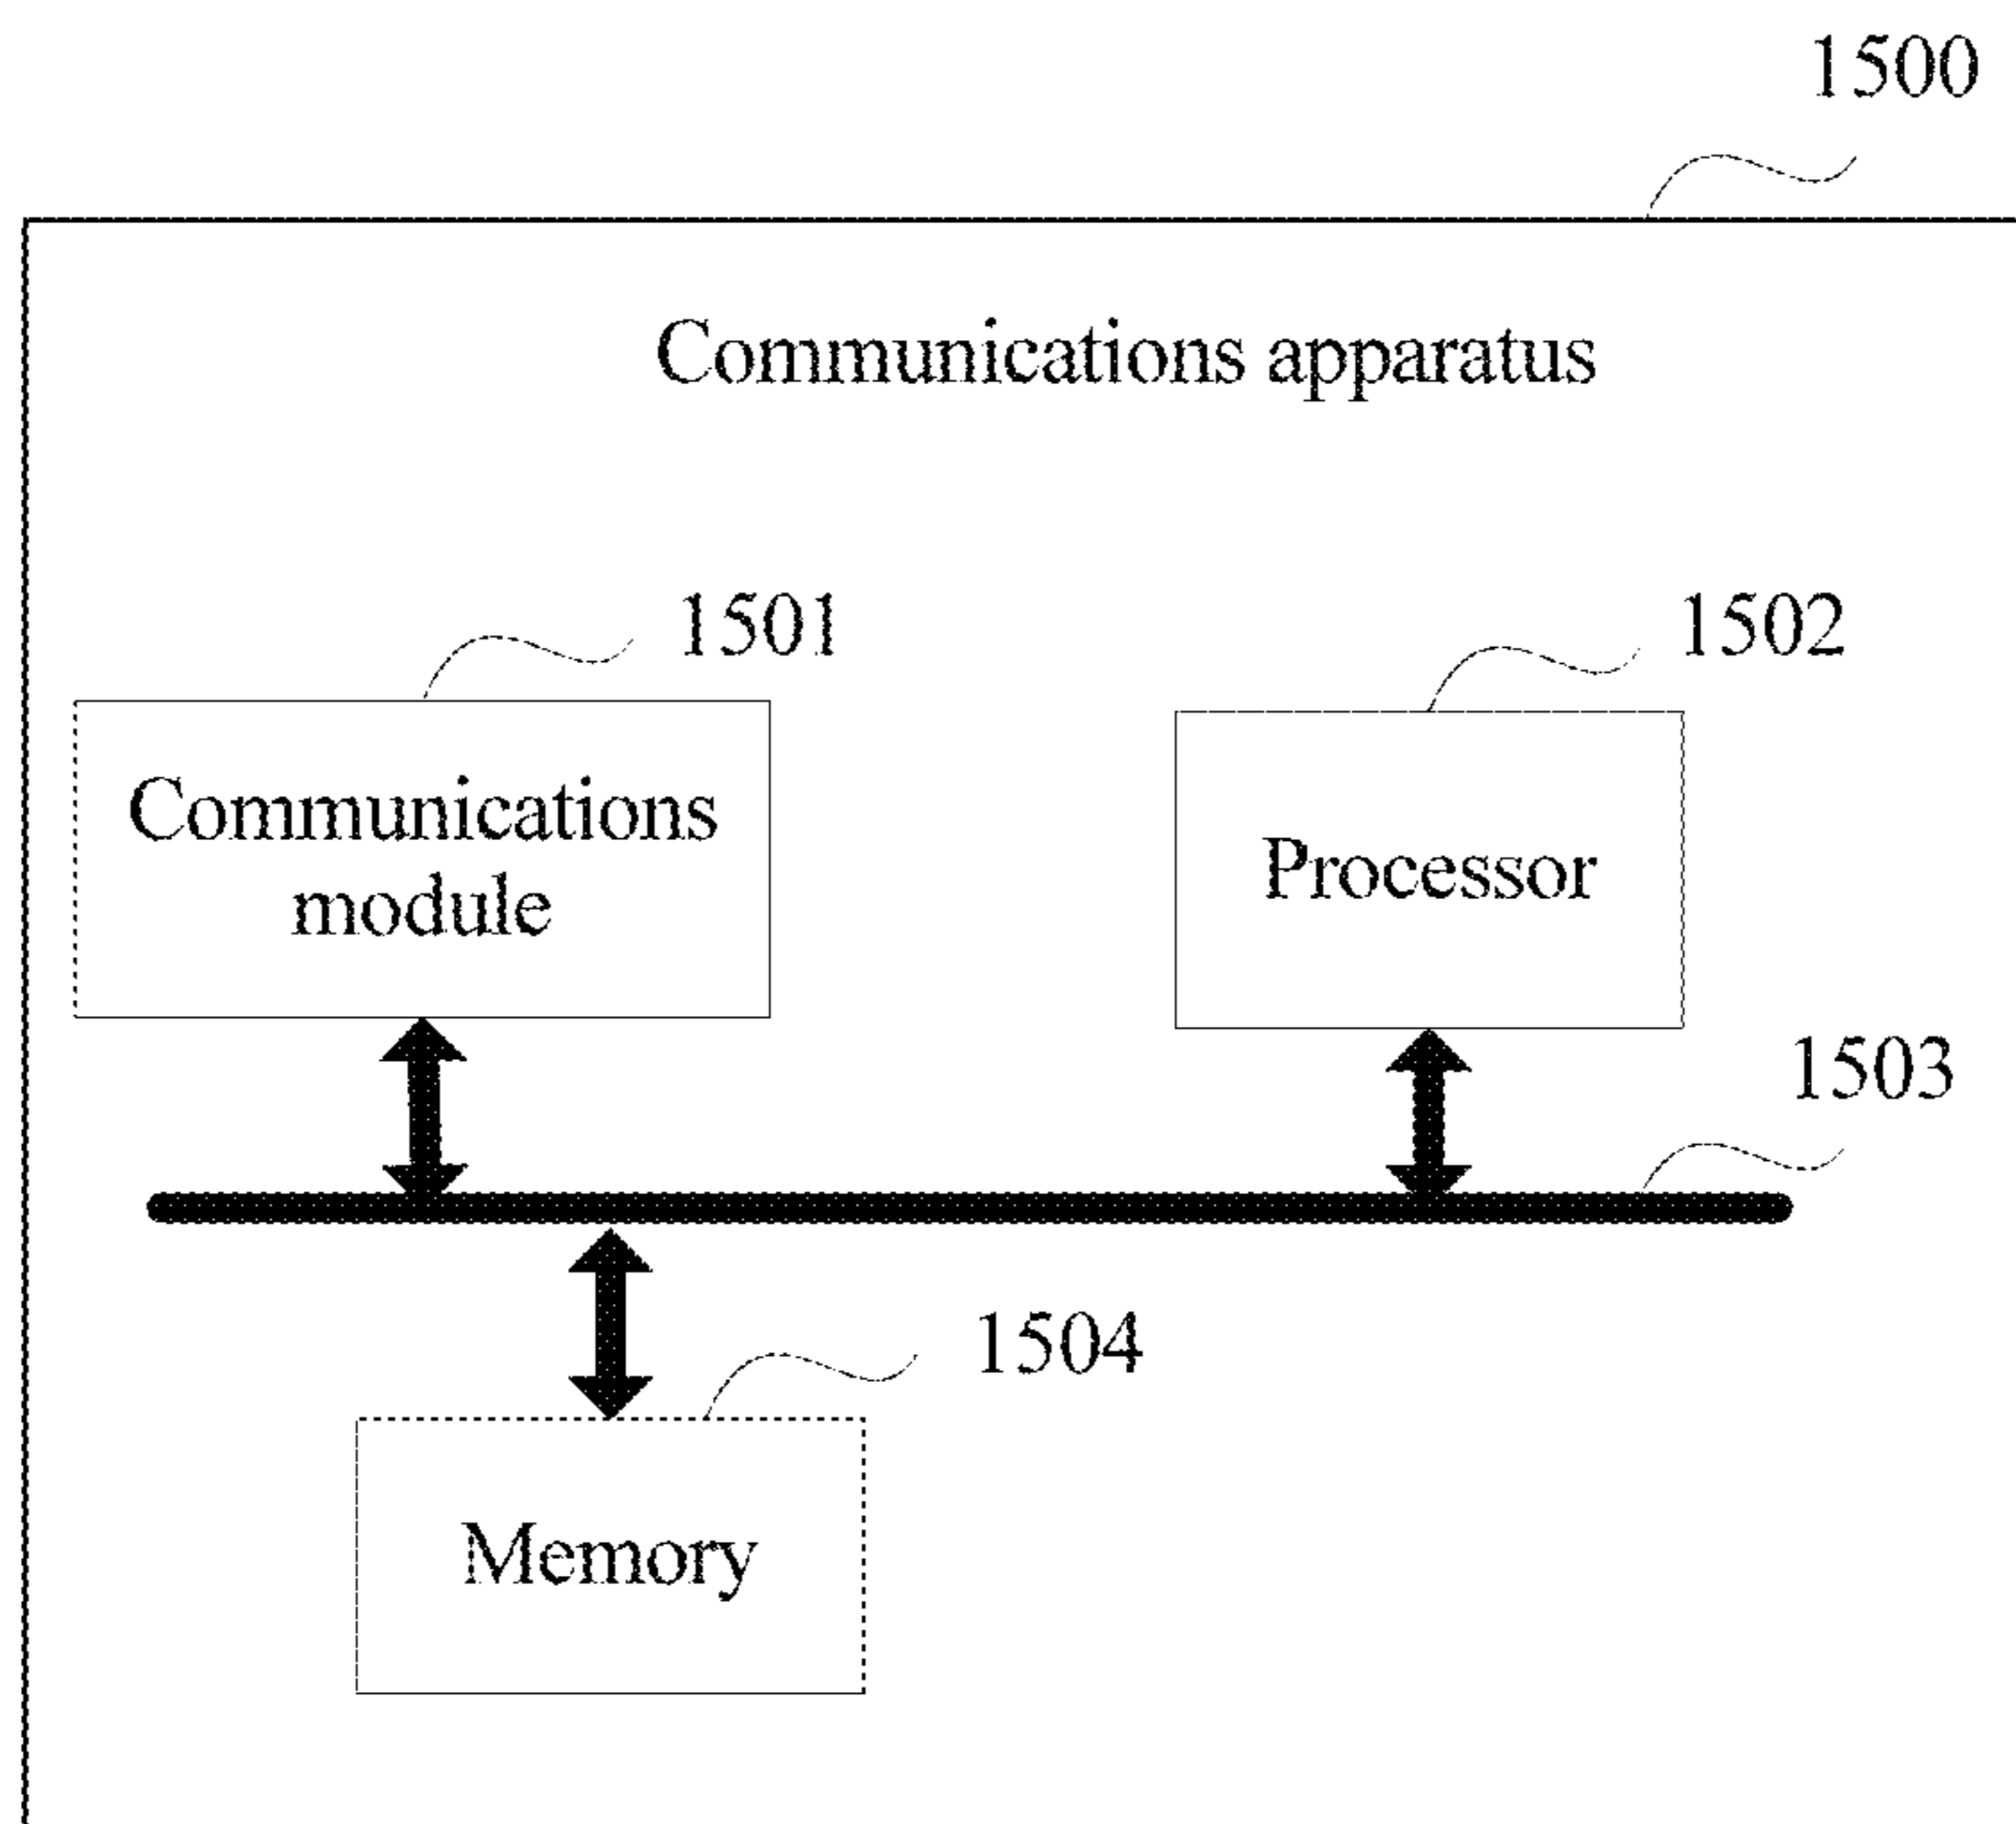 1500
Communications apparatus
1501
1502
Communications
module
Processor
1503
1504
Memory